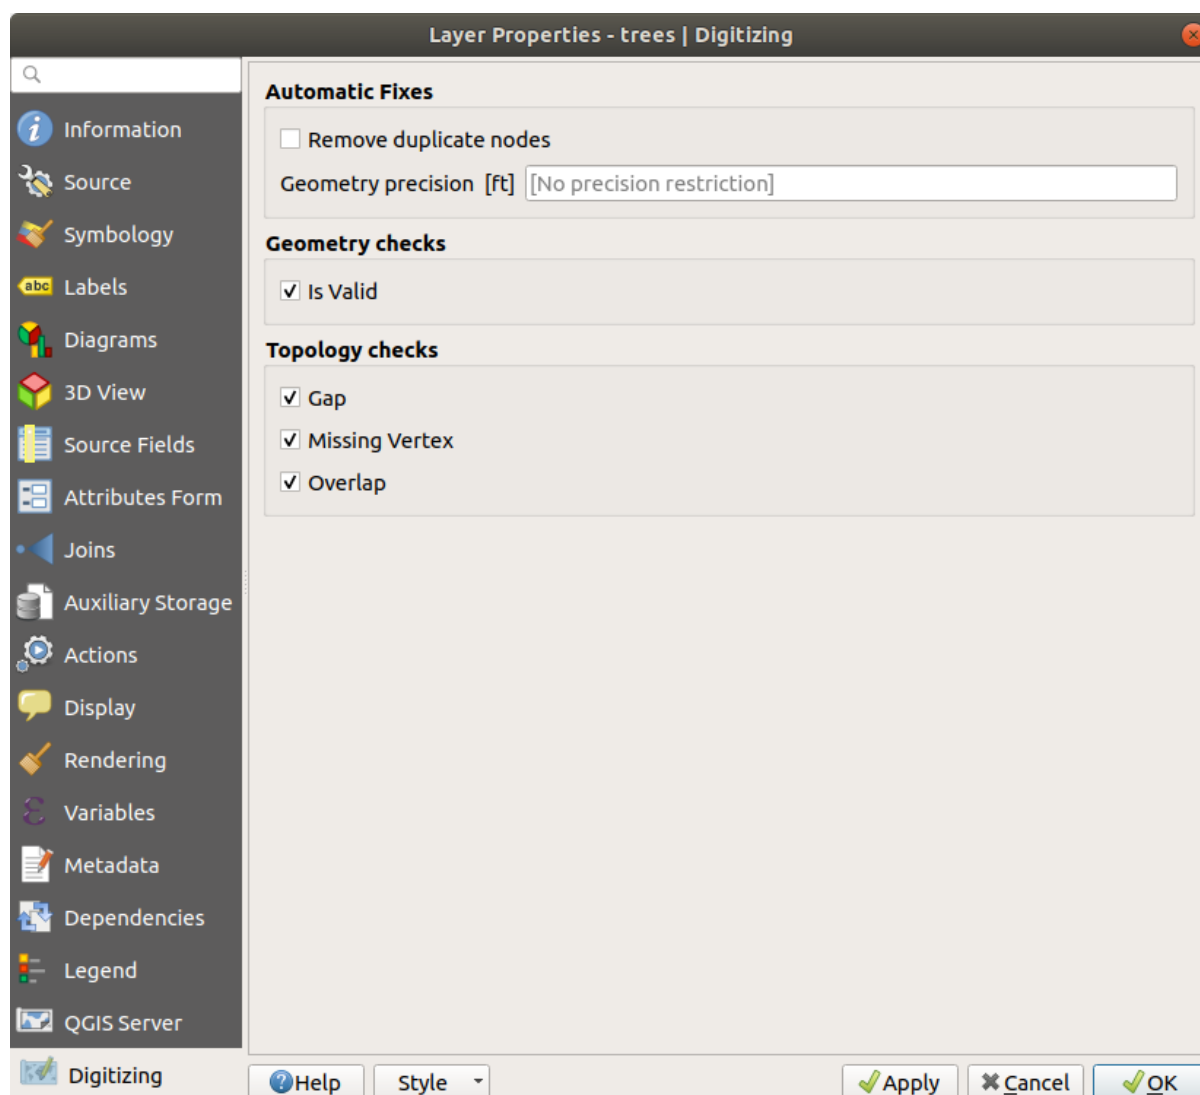 Layer Properties - trees | Digitizing
Information
Source
Symbology
abc Labels
Diagrams
3D View
Source Fields
Attributes Form
Joins
Auxiliary Storage
Actions
Display
Rendering
Variables
Metadata
Dependencies
Legend
QGIS Server
Digitizing
Automatic Fixes
Remove duplicate nodes
Geometry precision [ft] [No precision restriction]
Geometry checks
Is Valid
Topology checks
Gap
Missing Vertex
Overlap
Help Style Apply Cancel OK